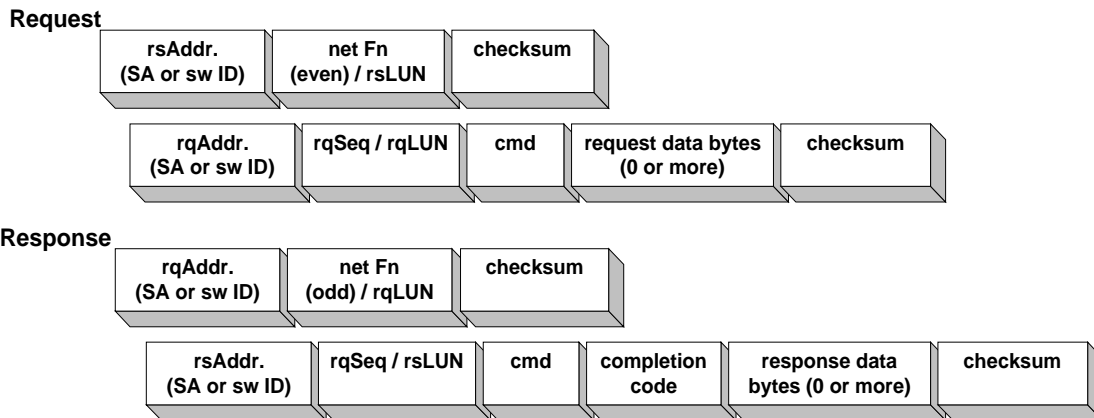 Request
rsAddr. net Fn checksum
(SA or sw ID) (even) / rsLUN
rqAddr. rqSeq / rqLUN cmd request data bytes checksum
(SA or sw ID) (0 or more)
Response
rqAddr. net Fn checksum
(SA or sw ID) (odd) / rqLUN
rsAddr. rqSeq / rsLUN cmd completion response data checksum
(SA or sw ID) code bytes (0 or more)